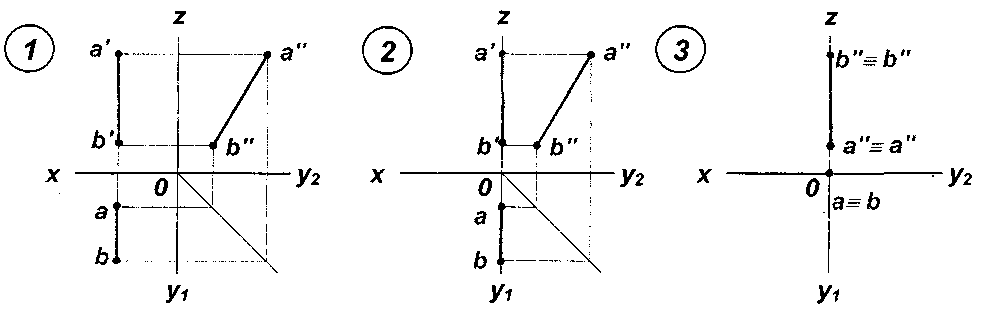 1
z
a'
a"
b'
b"
x
0
y₂
a
b
y₁
2
z
a'
a"
b'
b"
x
0
y₂
a
b
y₁
3
z
b"≡ b"
a"≡ a"
x
0
y₂
a≡ b
y₁